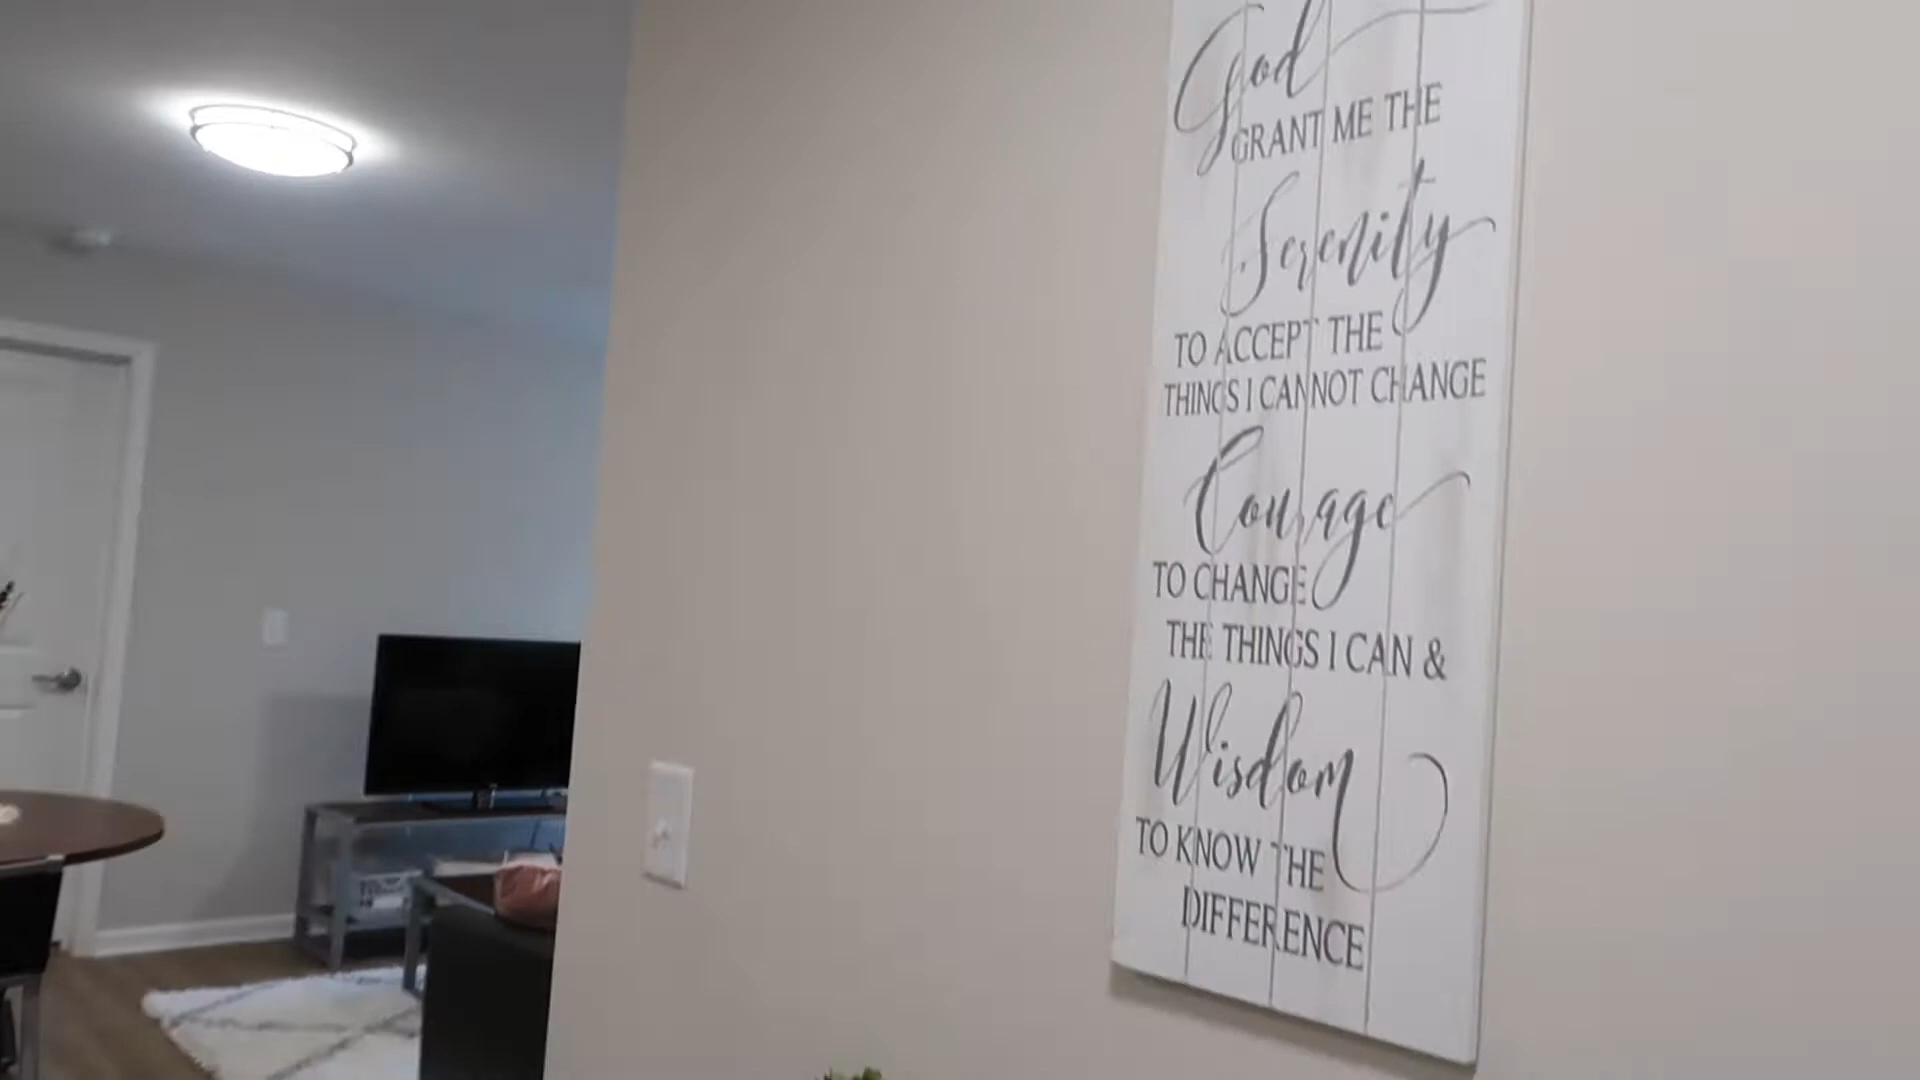 God
GRANT ME THE
Serenity
TO ACCEPT THE
THINGS I CANNOT CHANGE
Courage
TO CHANGE
THE THINGS I CAN &
Wisdom
TO KNOW THE
DIFFERENCE